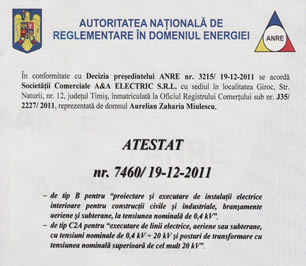 AUTORITATEA NAȚIONALĂ DE
REGLEMENTARE ÎN DOMENIUL ENERGIEI
ANRE
În conformitate cu Decizia președintelui ANRE nr. 3215/ 19-12-2011 se acordă
Societății Comerciale A&A ELECTRIC S.R.L. cu sediul în localitatea Giroc, Str.
Naturii, nr. 12, județul Timiș, înmatriculată la Oficiul Registrului Comerțului sub nr. J35/
2227/ 2011, reprezentată de domnul Aurelian Zaharia Miulescu,
ATESTAT
nr. 7460/ 19-12-2011
– de tip B pentru “proiectare și executare de instalații electrice
interioare pentru construcții civile și industriale, branșamente
aeriene și subterane, la tensiunea nominală de 0,4 kV”.
– de tip C2A pentru “executare de linii electrice, aeriene sau subterane,
cu tensiuni nominale de 0,4 kV ÷ 20 kV și posturi de transformare cu
tensiunea nominală superioară de cel mult 20 kV”.